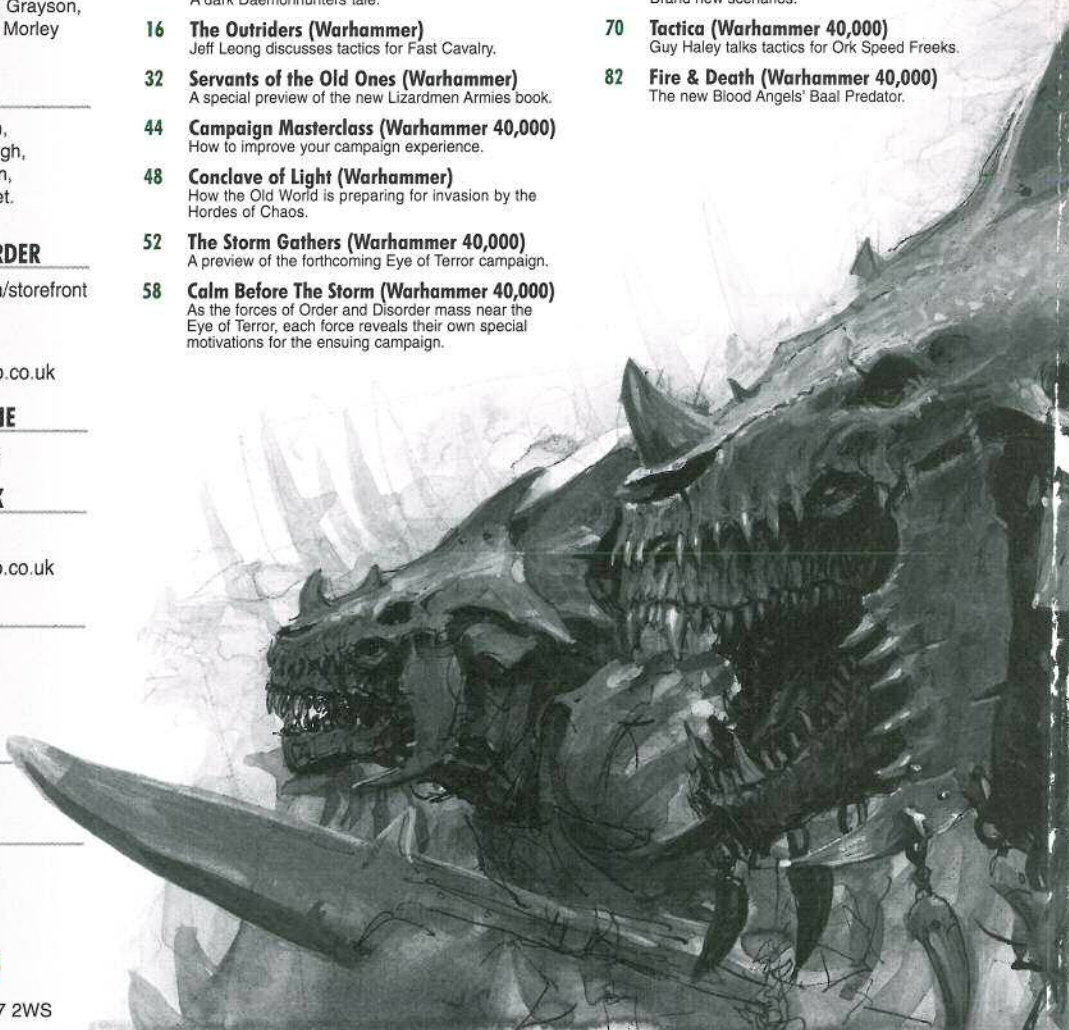 Grayson,
Morley
gh,
RDER
/storefront
.co.uk
.co.uk
7 2WS
A dark Daemonhunters tale.
16 The Outriders (Warhammer)
Jeff Leong discusses tactics for Fast Cavalry.
32 Servants of the Old Ones (Warhammer)
A special preview of the new Lizardmen Armies book.
44 Campaign Masterclass (Warhammer 40,000)
How to improve your campaign experience.
48 Conclave of Light (Warhammer)
How the Old World is preparing for invasion by the
Hordes of Chaos.
52 The Storm Gathers (Warhammer 40,000)
A preview of the forthcoming Eye of Terror campaign.
58 Calm Before The Storm (Warhammer 40,000)
As the forces of Order and Disorder mass near the
Eye of Terror, each force reveals their own special
motivations for the ensuing campaign.
Brand new scenarios.
70 Tactica (Warhammer 40,000)
Guy Haley talks tactics for Ork Speed Freeks.
82 Fire & Death (Warhammer 40,000)
The new Blood Angels' Baal Predator.